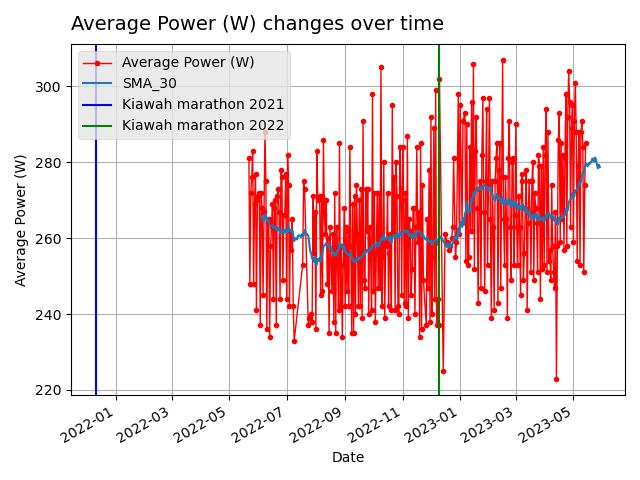 Average Power (W) changes over time
Average Power (W)
SMA_30
Kiawah marathon 2021
Kiawah marathon 2022
Average Power (W)
300
280
260
240
220
2022-01
2022-03
2022-05
2022-07
2022-09
2022-11
2023-01
2023-03
2023-05
Date